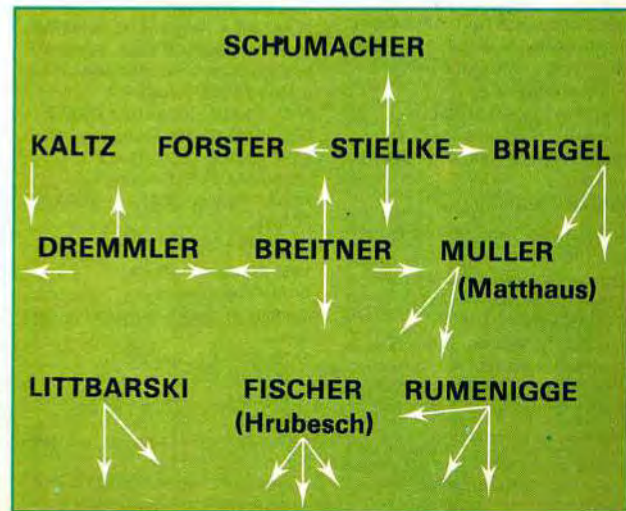 SCHUMACHER
KALTZ FORSTER STIELIKE BRIEGEL
DREMMLER BREITNER MULLER
(Matthaus)
LITTBARSKI FISCHER RUMENIGGE
(Hrubesch)